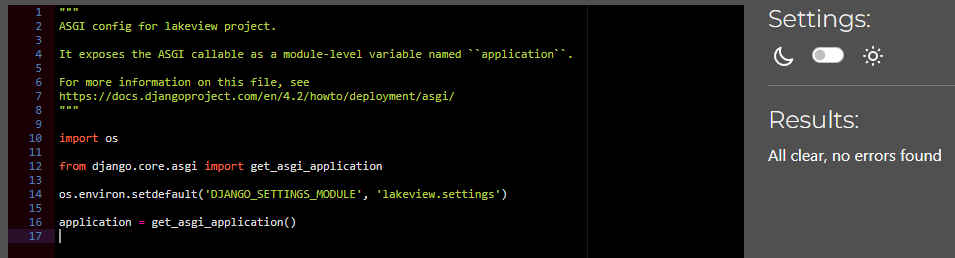 1 """
2 ASGI config for lakeview project.
3
4 It exposes the ASGI callable as a module-level variable named ``application``.
5
6 For more information on this file, see
7 https://docs.djangoproject.com/en/4.2/howto/deployment/asgi/
8 """
9
10 import os
11
12 from django.core.asgi import get_asgi_application
13
14 os.environ.setdefault('DJANGO_SETTINGS_MODULE', 'lakeview.settings')
15
16 application = get_asgi_application()
17
Settings:
Results:
All clear, no errors found